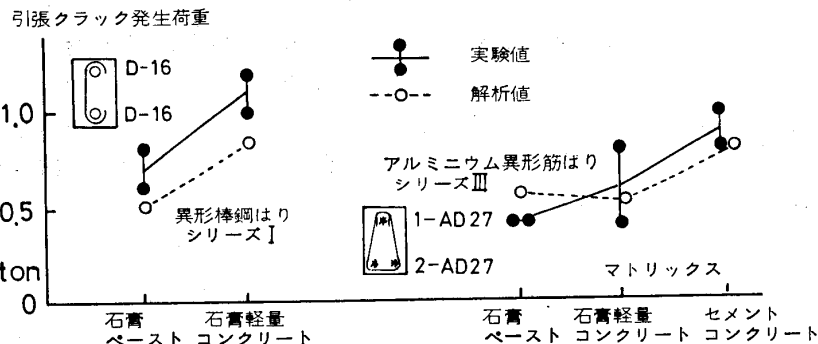 引張クラック発生荷重
D-16
D-16
実験値
解析値
1.0
0.5
ton
0
異形棒鋼はり
シリーズⅠ
アルミニウム異形筋はり
シリーズⅢ
1-AD27
2-AD27
マトリックス
石膏
ペースト
石膏軽量
コンクリート
石膏
ペースト
石膏軽量
コンクリート
セメント
コンクリート